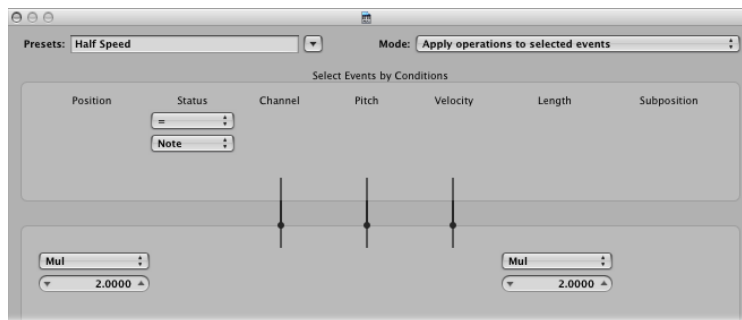 Presets: Half Speed Mode: Apply operations to selected events
Select Events by Conditions
Position Status Channel Pitch Velocity Length Subposition
=
Note
Mul Mul
2.0000 2.0000